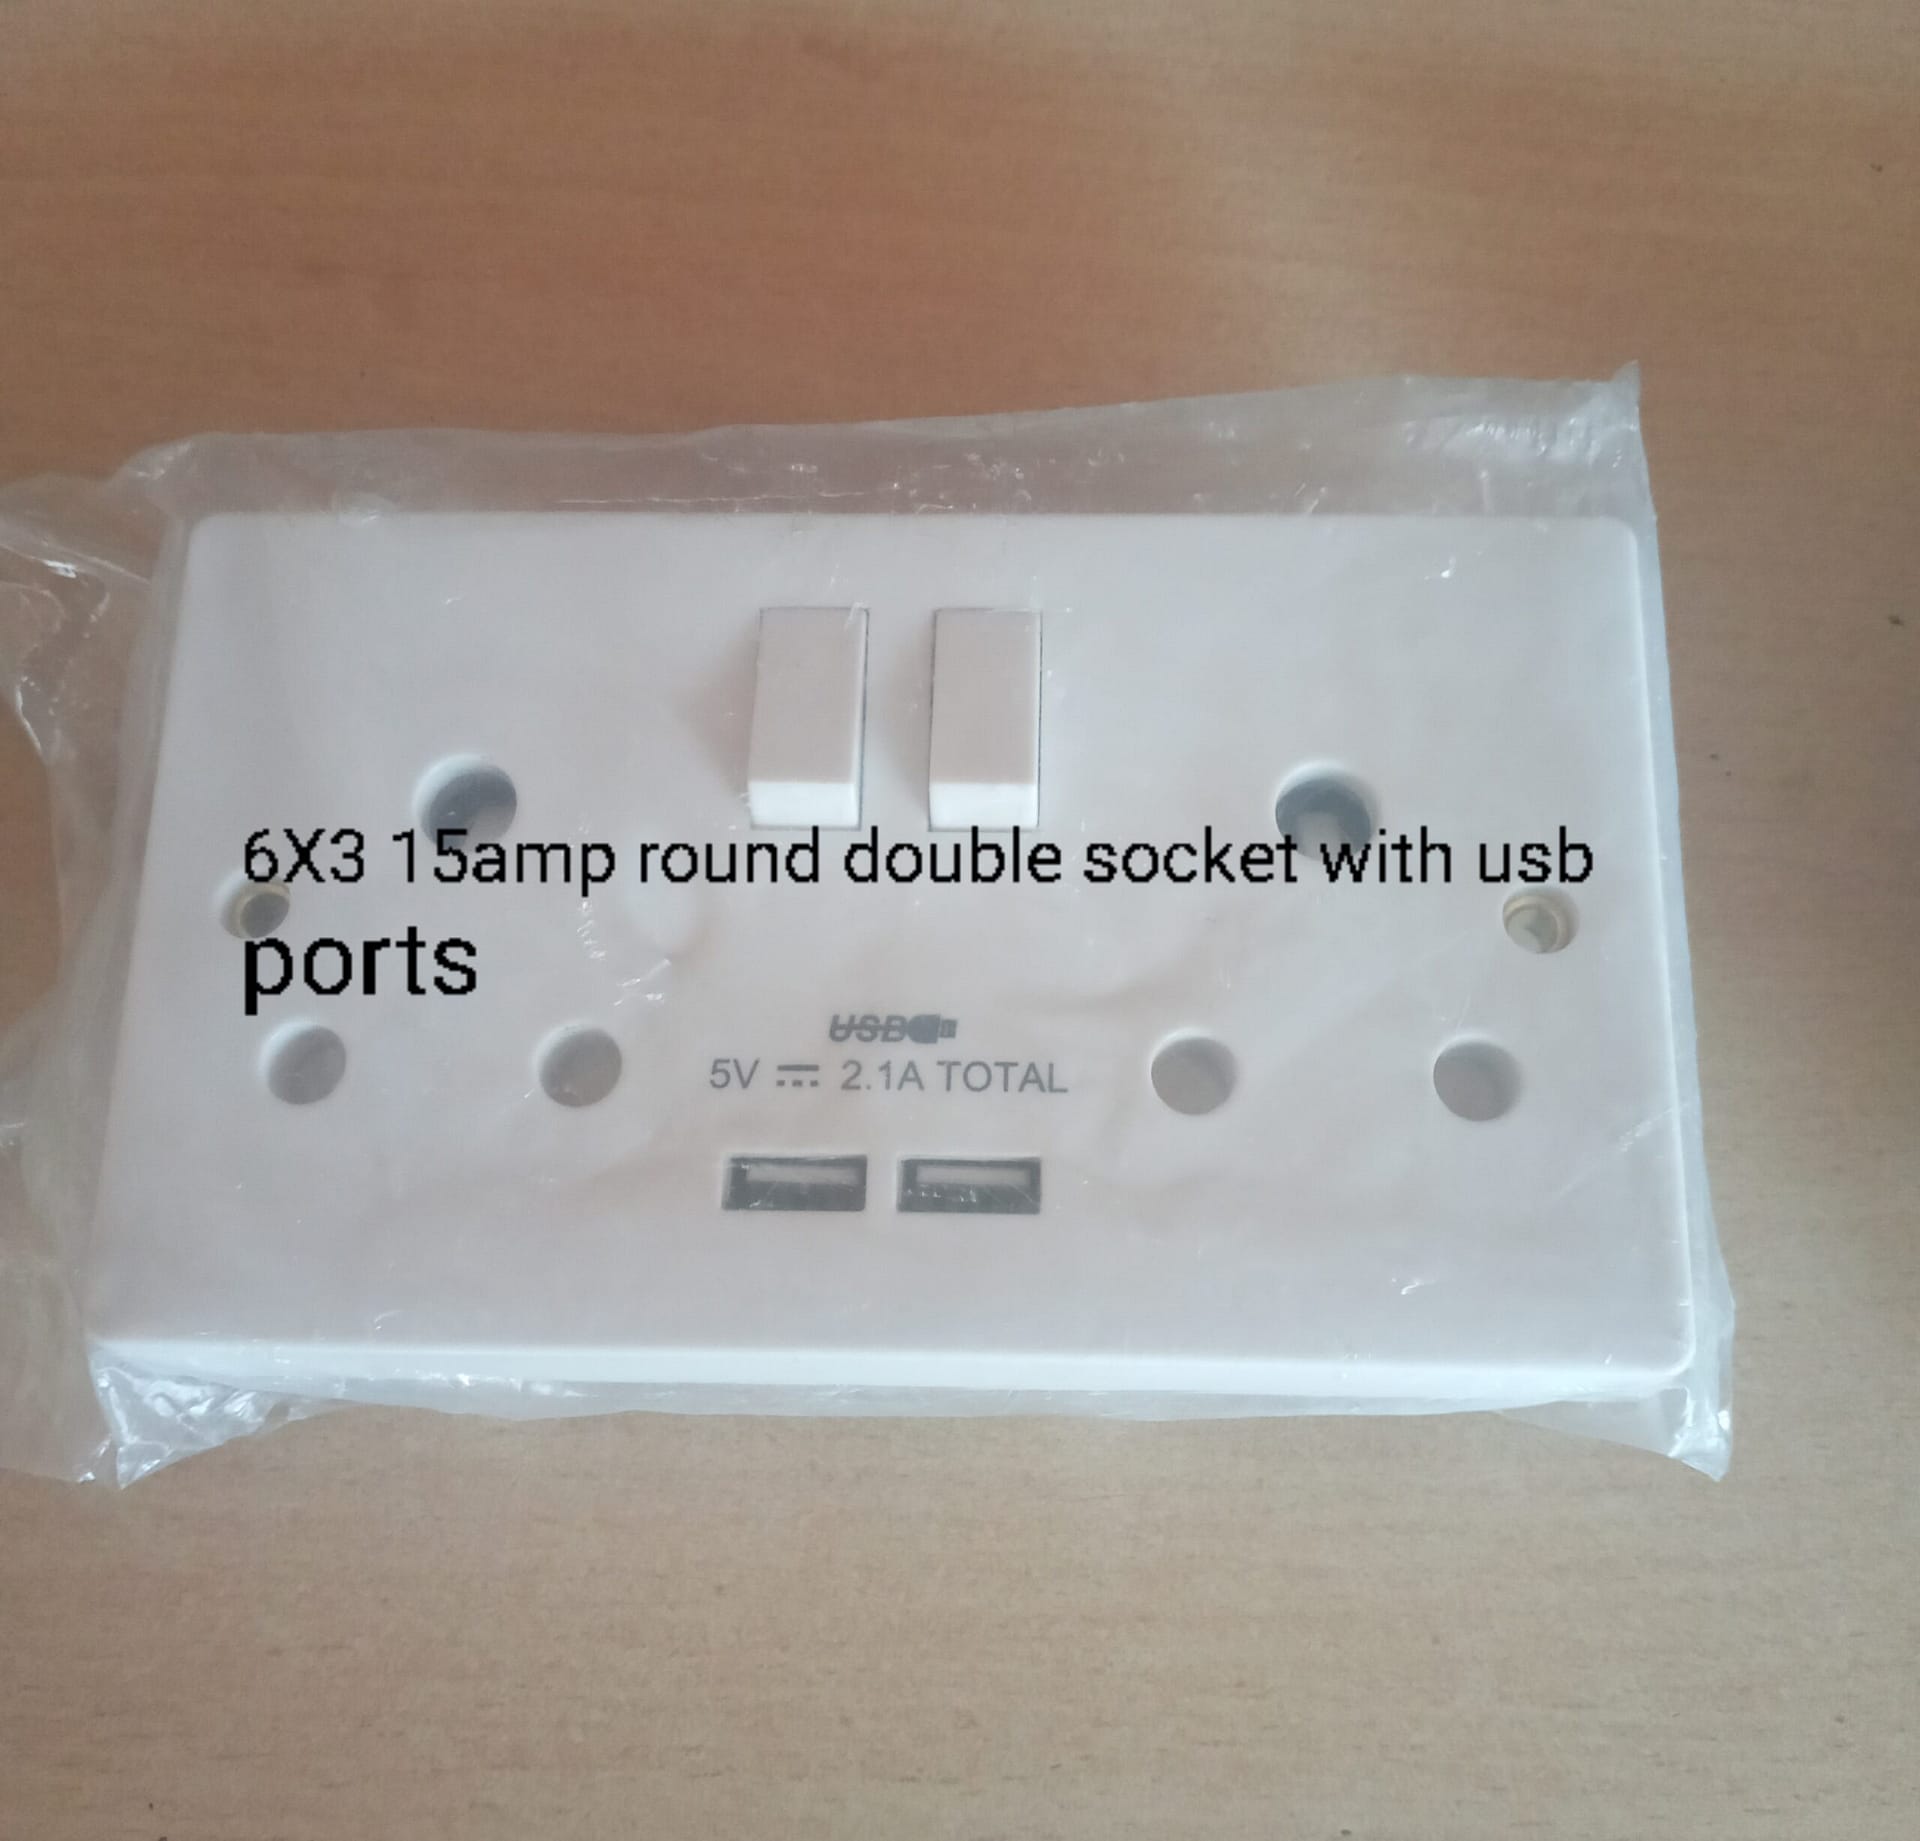 6X3 15amp round double socket with usb
ports
USB
5V ⎓ 2.1A TOTAL